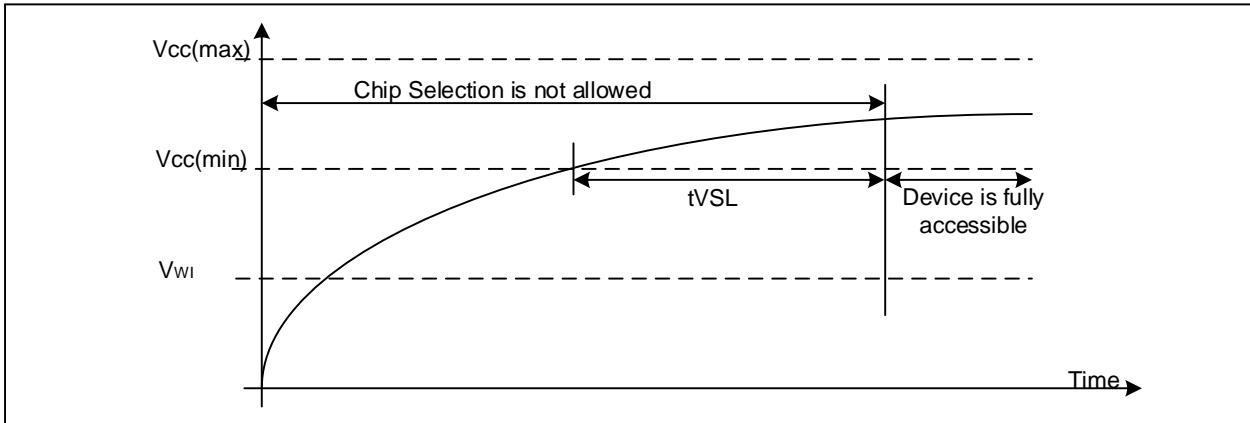 Vcc(max)
Chip Selection is not allowed
Vcc(min)
tVSL
Device is fully
accessible
VWI
Time